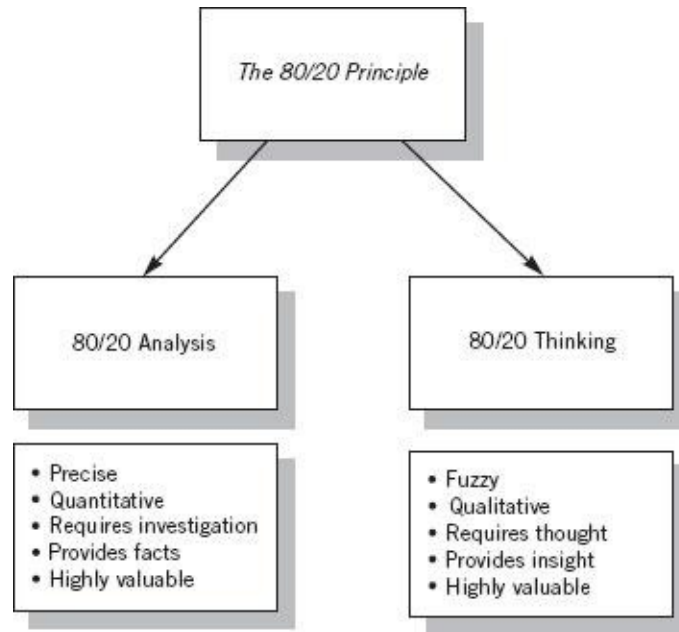 The 80/20 Principle
80/20 Analysis
• Precise
• Quantitative
• Requires investigation
• Provides facts
• Highly valuable
80/20 Thinking
• Fuzzy
• Qualitative
• Requires thought
• Provides insight
• Highly valuable